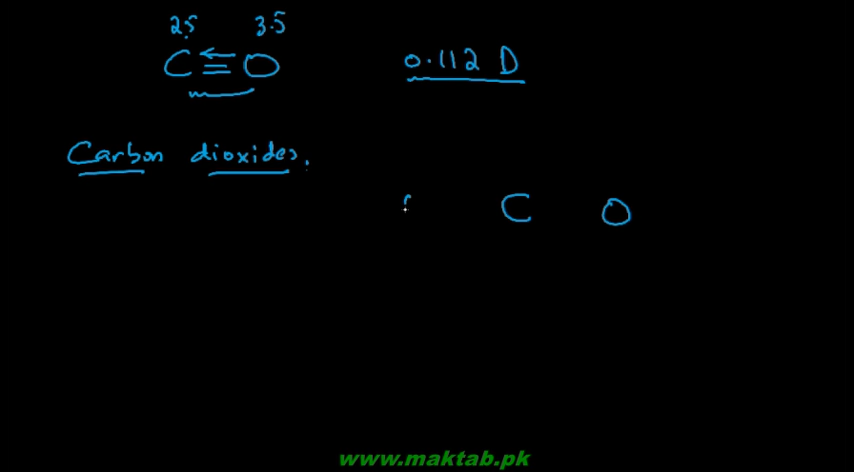 2.5 3.5
C ≡ O 0.112 D
Carbon dioxides.
C O
www.maktab.pk